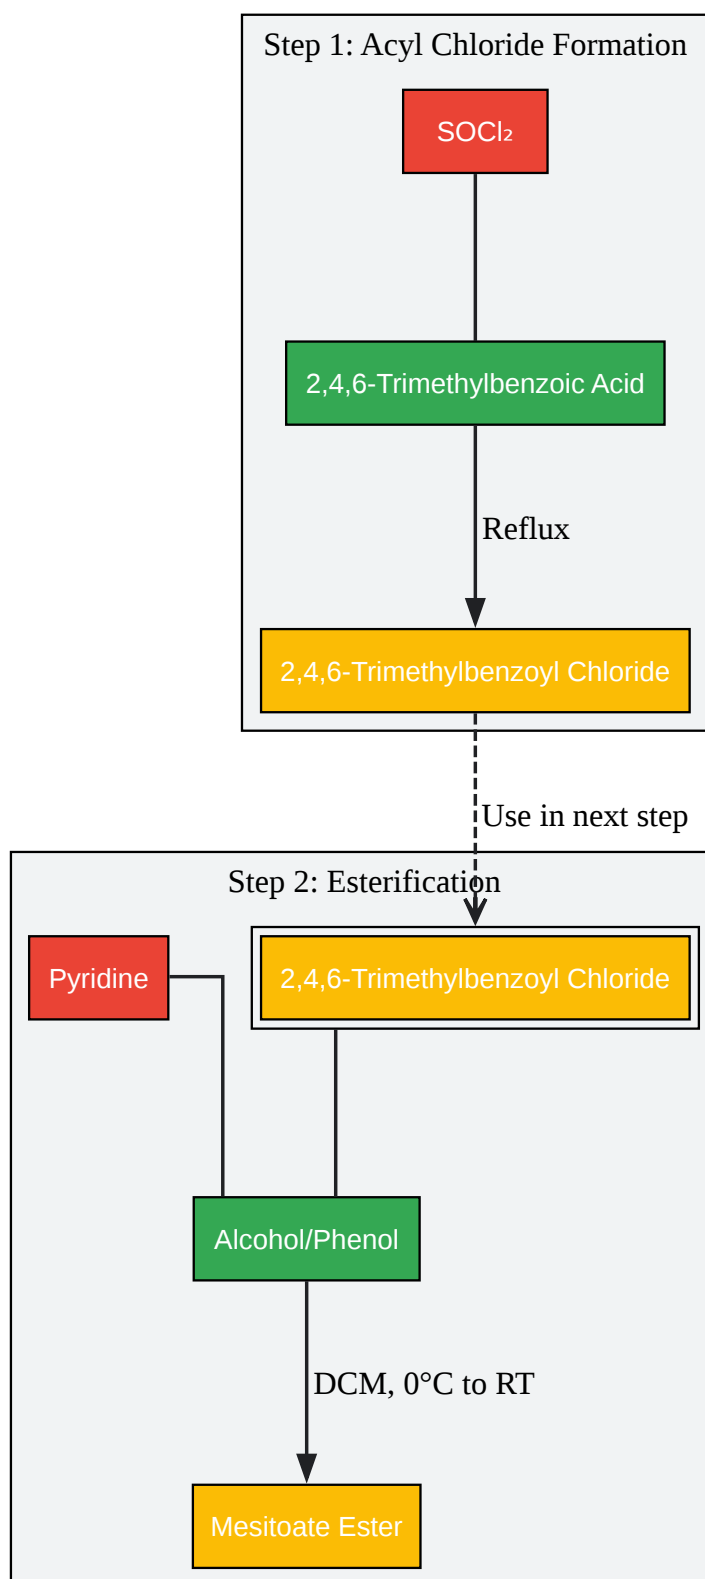 Step 1: Acyl Chloride Formation
SOCl₂
2,4,6-Trimethylbenzoic Acid
Reflux
2,4,6-Trimethylbenzoyl Chloride
Use in next step
Step 2: Esterification
Pyridine
2,4,6-Trimethylbenzoyl Chloride
Alcohol/Phenol
DCM, 0°C to RT
Mesitoate Ester